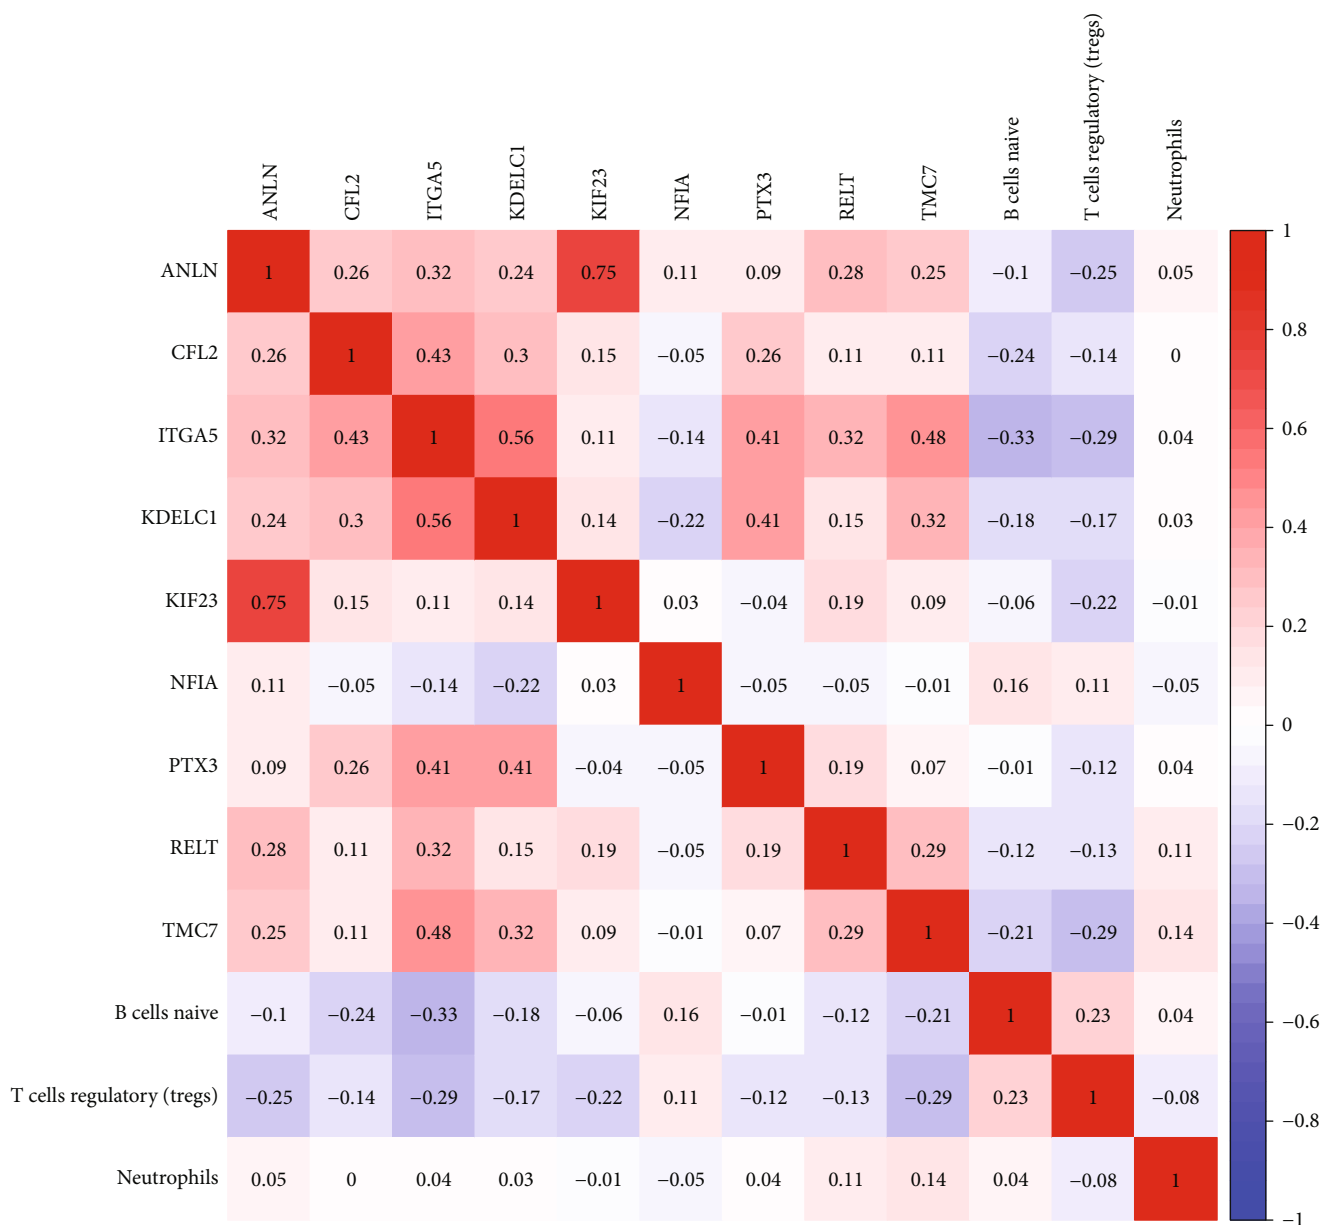 ANLN CFL2 ITGA5 KDELC1 KIF23 NFIA PTX3 RELT TMC7 B cells naive T cells regulatory (tregs) Neutrophils
ANLN 1 0.26 0.32 0.24 0.75 0.11 0.09 0.28 0.25 −0.1 −0.25 0.05
CFL2 0.26 1 0.43 0.3 0.15 −0.05 0.26 0.11 0.11 −0.24 −0.14 0
ITGA5 0.32 0.43 1 0.56 0.11 −0.14 0.41 0.32 0.48 −0.33 −0.29 0.04
KDELC1 0.24 0.3 0.56 1 0.14 −0.22 0.41 0.15 0.32 −0.18 −0.17 0.03
KIF23 0.75 0.15 0.11 0.14 1 0.03 −0.04 0.19 0.09 −0.06 −0.22 −0.01
NFIA 0.11 −0.05 −0.14 −0.22 0.03 1 −0.05 −0.05 −0.01 0.16 0.11 −0.05
PTX3 0.09 0.26 0.41 0.41 −0.04 −0.05 1 0.19 0.07 −0.01 −0.12 0.04
RELT 0.28 0.11 0.32 0.15 0.19 −0.05 0.19 1 0.29 −0.12 −0.13 0.11
TMC7 0.25 0.11 0.48 0.32 0.09 −0.01 0.07 0.29 1 −0.21 −0.29 0.14
B cells naive −0.1 −0.24 −0.33 −0.18 −0.06 0.16 −0.01 −0.12 −0.21 1 0.23 0.04
T cells regulatory (tregs) −0.25 −0.14 −0.29 −0.17 −0.22 0.11 −0.12 −0.13 −0.29 0.23 1 −0.08
Neutrophils 0.05 0 0.04 0.03 −0.01 −0.05 0.04 0.11 0.14 0.04 −0.08 1
1
0.8
0.6
0.4
0.2
0
−0.2
−0.4
−0.6
−0.8
−1